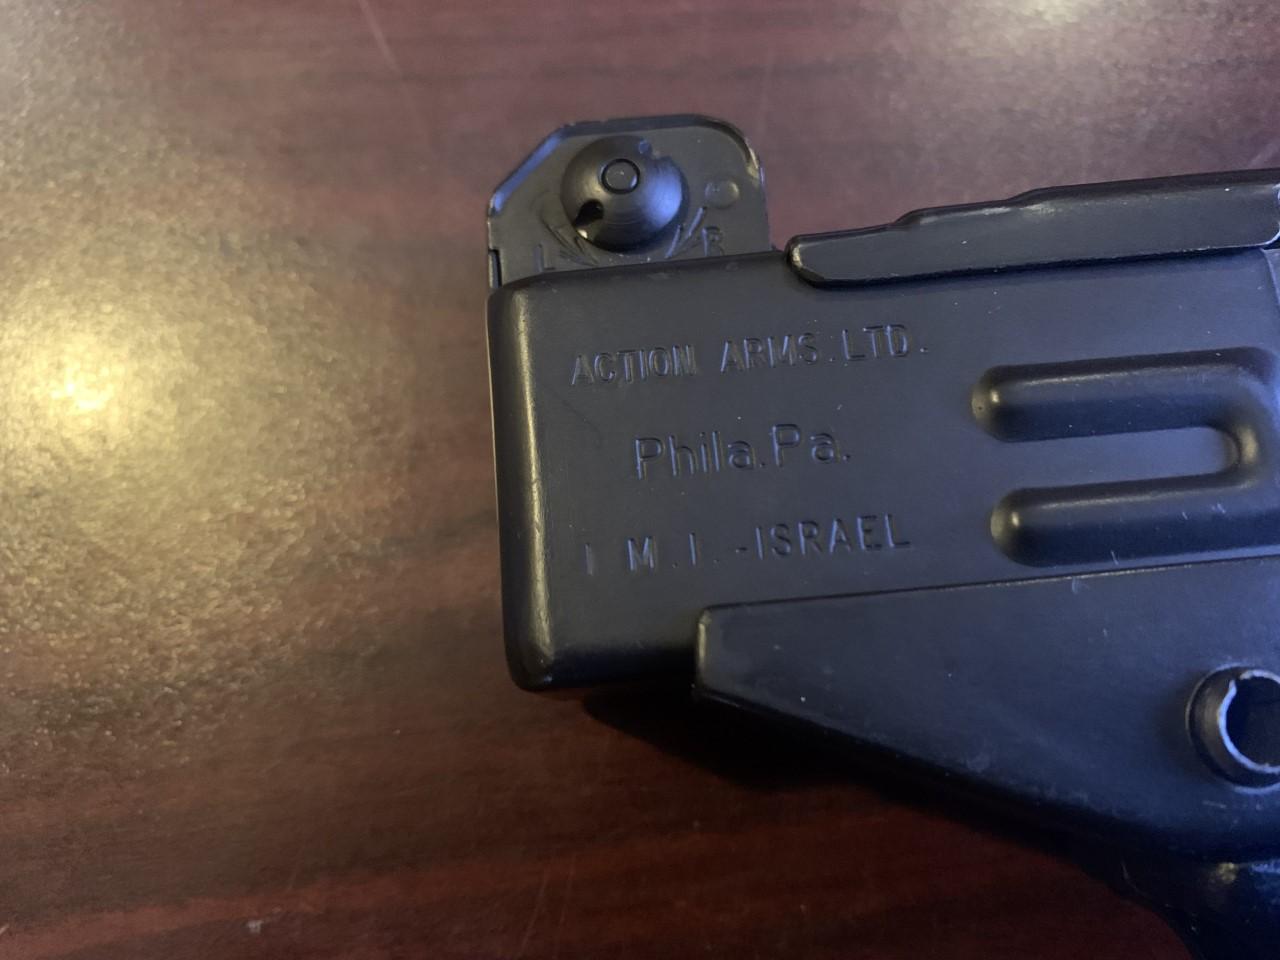 L R
ACTION ARMS.LTD.
Phila.Pa.
I.M.I.-ISRAEL